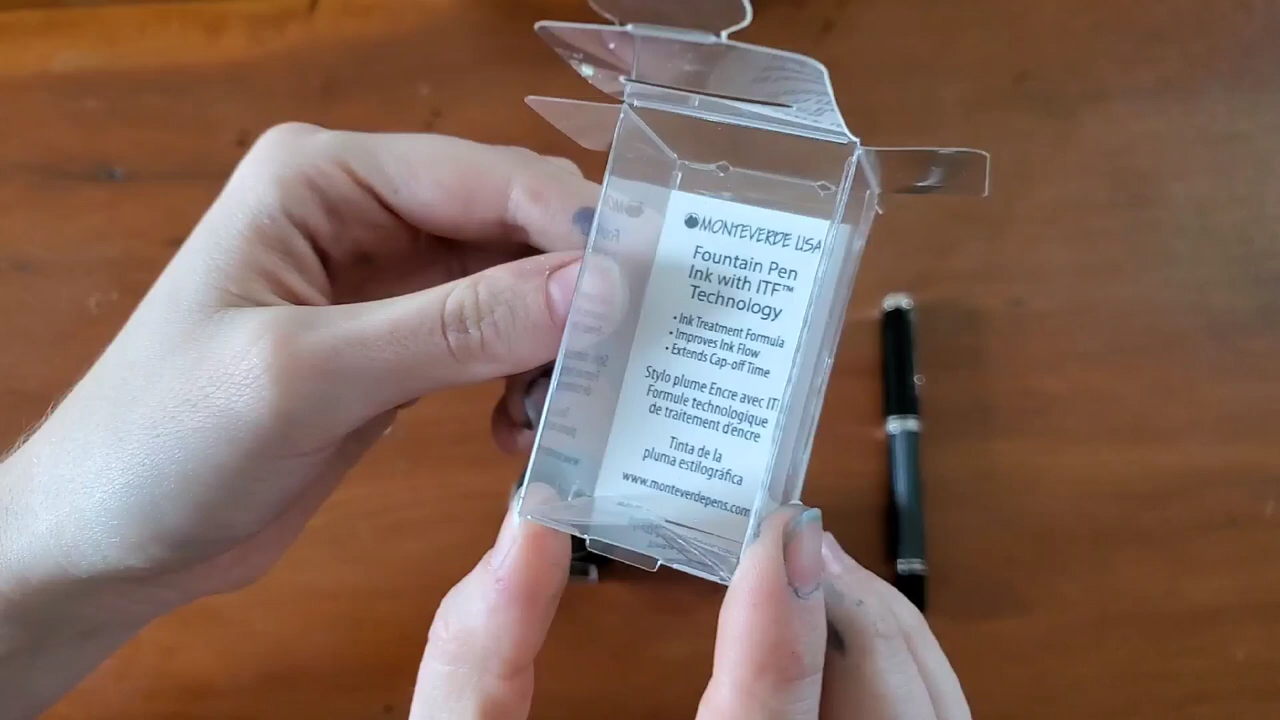 MONTEVERDE USA
Fountain Pen
Ink with ITF™
Technology
• Ink Treatment Formula
• Improves Ink Flow
• Extends Cap-off Time
Stylo plume Encre avec IT
Formule technologique
de traitement d'encre
Tinta de la
pluma estilográfica
www.monteverdepens.com